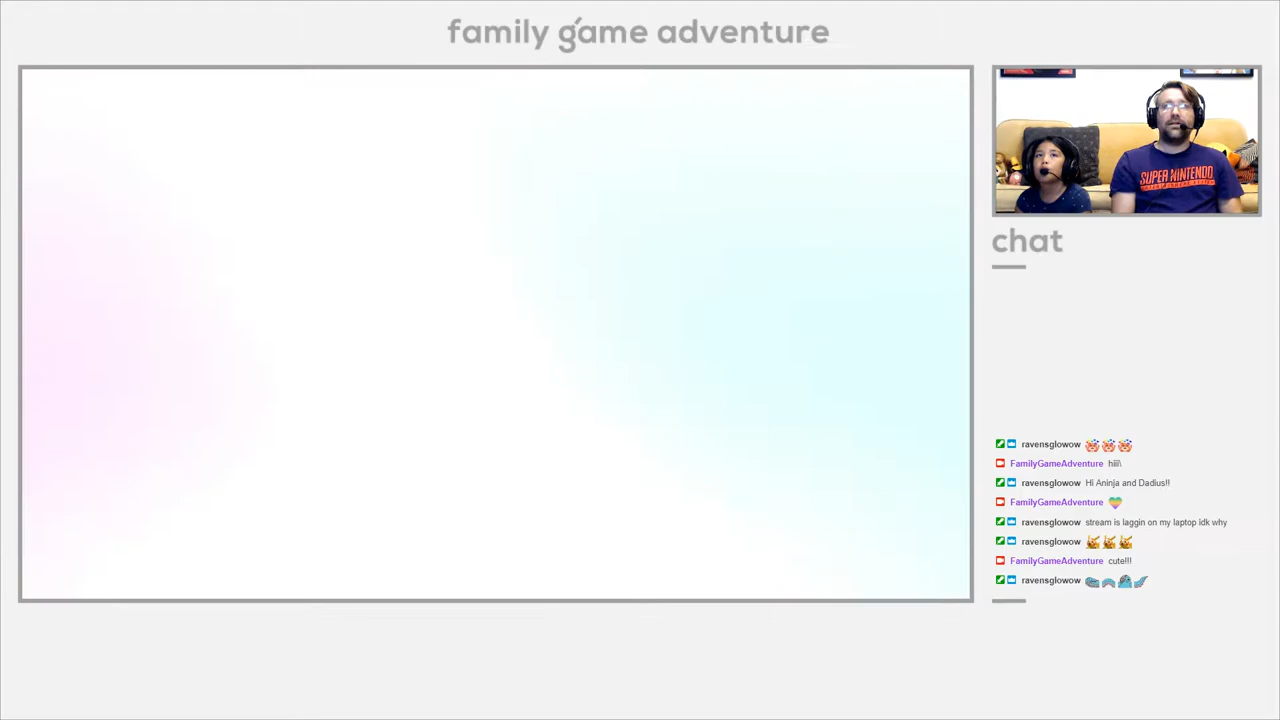 family game adventure
SUPER NINTENDO
chat
ravensglowow
FamilyGameAdventure hiii\
ravensglowow Hi Aninja and Dadius!!
FamilyGameAdventure
ravensglowow stream is laggin on my laptop idk why
ravensglowow
FamilyGameAdventure cute!!!
ravensglowow